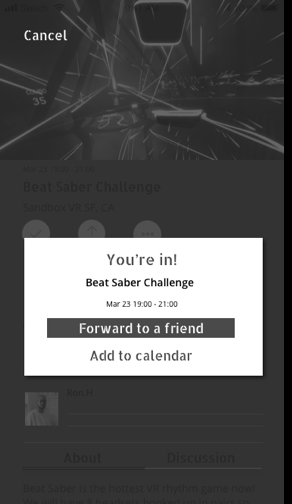 Cancel
Beat Saber Challenge
Sandbox VR SF, CA
You're in!
Beat Saber Challenge
Mar 23 19:00 - 21:00
Forward to a friend
Add to calendar
Bon H
About
Discussion
Beat Saber is the hottest VR rhythm game now!